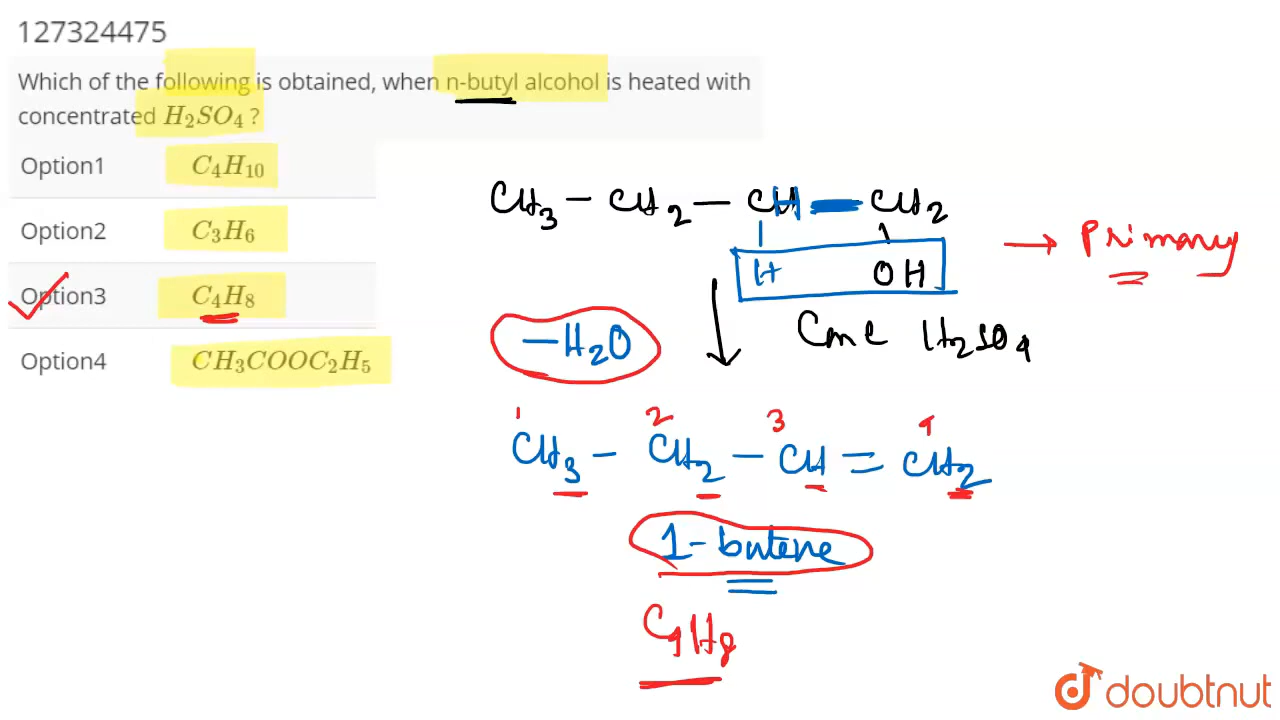 127324475
Which of the following is obtained, when n-butyl alcohol is heated with
concentrated H₂SO₄ ?
Option1 C₄H₁₀
Option2 C₃H₆
Option3 C₄H₈
Option4 CH₃COOC₂H₅
CH₃ – CH₂ – CH – CH₂ → Primary
H OH
– H₂O Conc H₂SO₄
1 2 3 4
CH₃ – CH₂ – CH = CH₂
1 - butene
C₄H₈
doubtnut